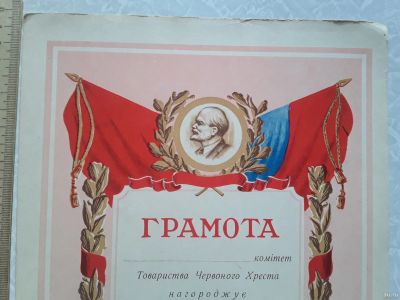 ГРАМОТА
комітет
Товариства Червоного Хреста
нагороджує